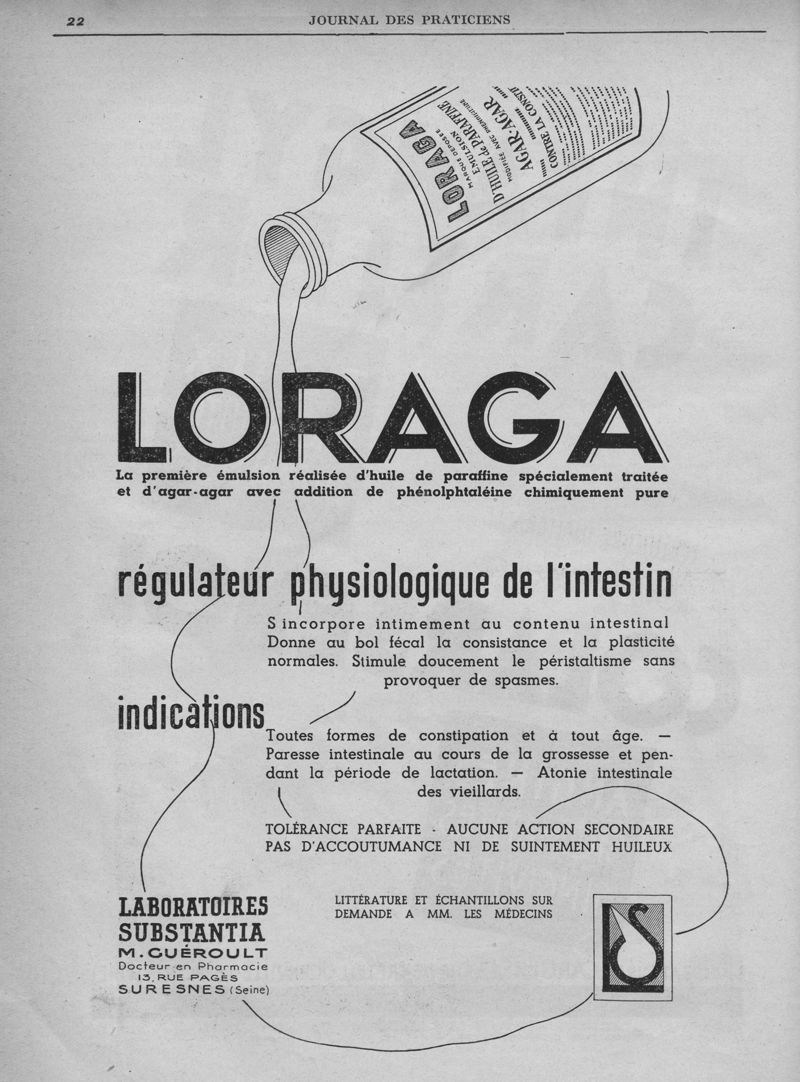 22
JOURNAL DES PRATICIENS
LORAGA
MARQUE DÉPOSÉE
EMULSION
D'HUILE de PARAFFINE
MODIFIÉE AVEC PRÉPARATION
AGAR-AGAR
CONTRE LA CONSTI
LORAGA
La première émulsion réalisée d'huile de paraffine spécialement traitée
et d'agar-agar avec addition de phénolphtaléine chimiquement pure
régulateur physiologique de l'intestin
S incorpore intimement au contenu intestinal
Donne au bol fécal la consistance et la plasticité
normales. Stimule doucement le péristaltisme sans
provoquer de spasmes.
indications
Toutes formes de constipation et à tout âge. —
Paresse intestinale au cours de la grossesse et pen-
dant la période de lactation. — Atonie intestinale
des vieillards.
TOLÉRANCE PARFAITE - AUCUNE ACTION SECONDAIRE
PAS D'ACCOUTUMANCE NI DE SUINTEMENT HUILEUX
LABORATOIRES
SUBSTANTIA
M. GUÉROULT
Docteur en Pharmacie
13, RUE PAGÈS
SURESNES (Seine)
LITTÉRATURE ET ÉCHANTILLONS SUR
DEMANDE A MM. LES MÉDECINS